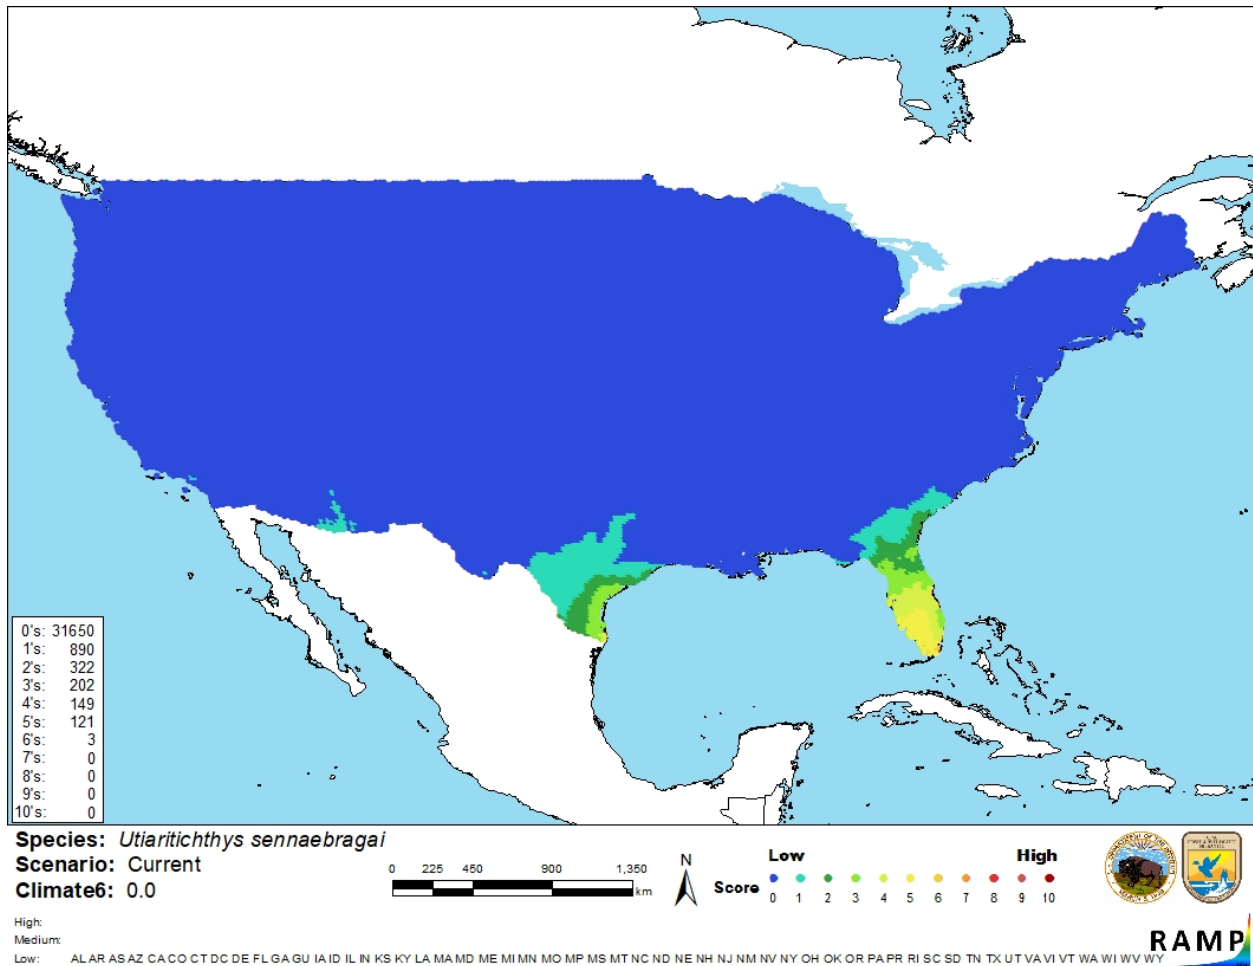 0's: 31650
1's: 890
2's: 322
3's: 202
4's: 149
5's: 121
6's: 3
7's: 0
8's: 0
9's: 0
10's: 0
Species: Utiaritichthys sennaebragai
Scenario: Current
Climate6: 0.0
0 225 450 900 1,350
km
N
Low High
Score 0 1 2 3 4 5 6 7 8 9 10
RAMP
High:
Medium:
Low: AL AR AS AZ CA CO CT DC DE FL GA GU IA ID IL IN KS KY LA MA MD ME MI MN MO MP MS MT NC ND NE NH NJ NM NV NY OH OK OR PA PR RI SC SD TN TX UT VA VI VT WA WI WV WY